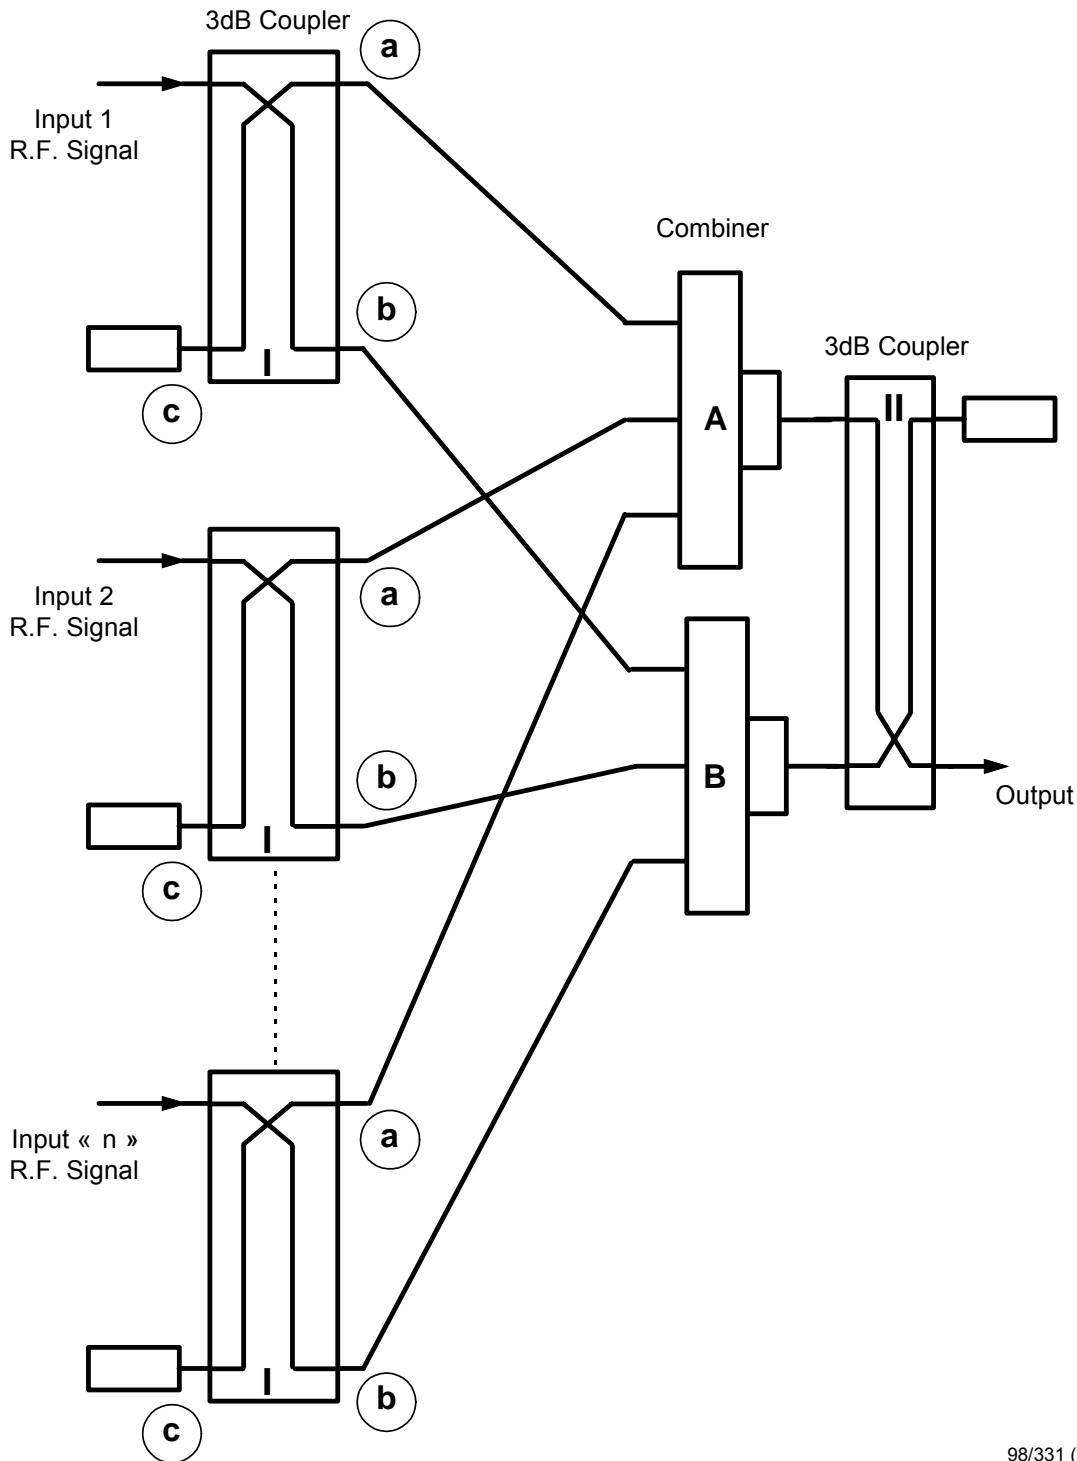 3dB Coupler
a
Input 1
R.F. Signal
b
I
c
Combiner
A
3dB Coupler
II
Input 2
R.F. Signal
a
b
I
c
B
Output
Input « n »
R.F. Signal
a
b
I
c
98/331 (